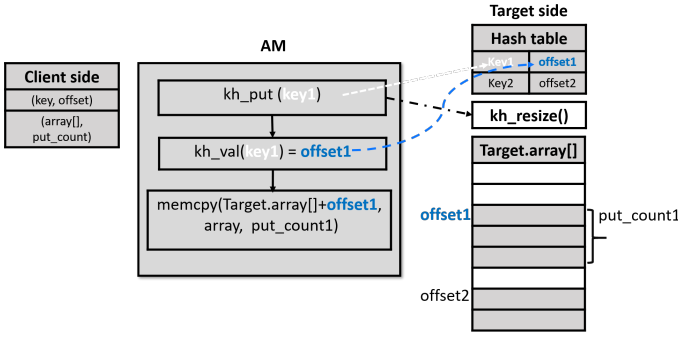 Target side
AM
Hash table
Client side
Key1 offset1
(key, offset)
kh_put (key1)
Key2 offset2
(array[],
put_count)
kh_resize()
kh_val(key1) = offset1
Target.array[]
memcpy(Target.array[]+offset1,
array, put_count1)
offset1
put_count1
offset2